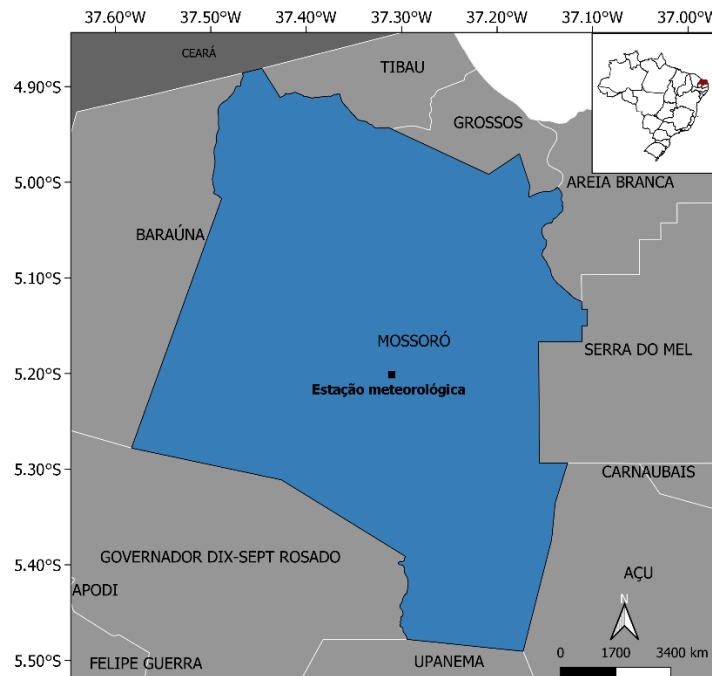 37.60°W 37.50°W 37.40°W 37.30°W 37.20°W 37.10°W 37.00°W
CEARÁ
TIBAU
4.90°S
GROSSOS
5.00°S
AREIA BRANCA
BARAÚNA
5.10°S
MOSSORÓ
SERRA DO MEL
5.20°S
Estação meteorológica
5.30°S
CARNAUBAIS
5.40°S
GOVERNADOR DIX-SEPT ROSADO
AÇU
APODI
N
5.50°S
FELIPE GUERRA
UPANEMA
0 1700 3400 km